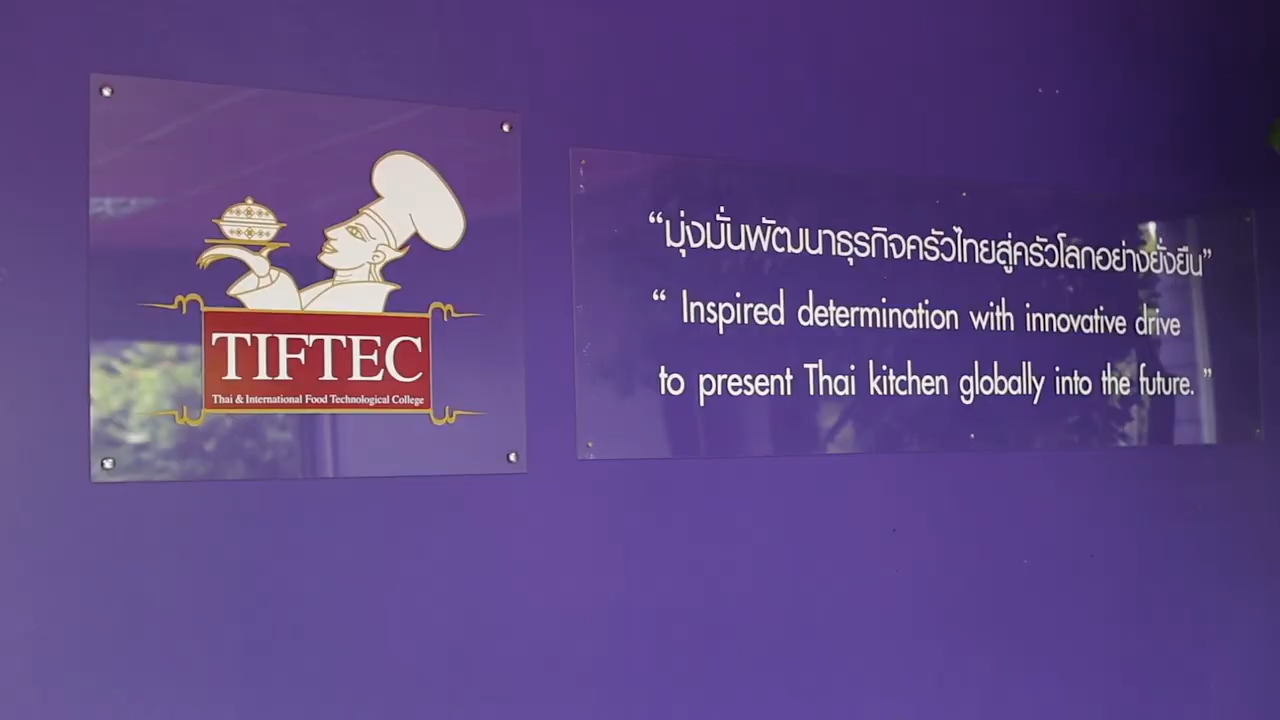 TIFTEC
Thai & International Food Technological College
“มุ่งมั่นพัฒนาธุรกิจครัวไทยสู่ครัวโลกอย่างยั่งยืน”
“ Inspired determination with innovative drive
to present Thai kitchen globally into the future. ”